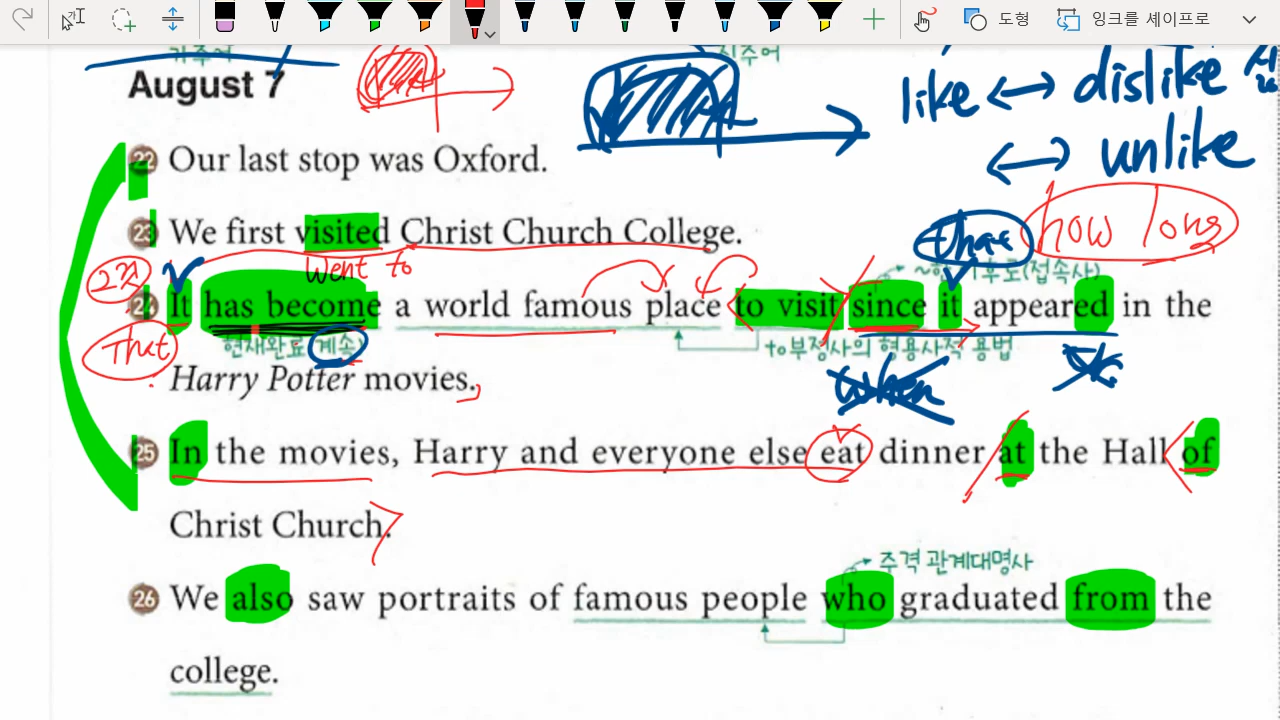 도형 잉크를 셰이프로
August 7
like ↔ dislike
↔ unlike
22 Our last stop was Oxford.
that how long
23 We first visited Christ Church College.
went to
~한 이후로(접속사)
24 It has become a world famous place to visit since it appeared in the
That 현재완료 계속) to부정사의 형용사적 용법
Harry Potter movies.
when
25 In the movies, Harry and everyone else eat dinner at the Hall of
Christ Church.
주격 관계대명사
26 We also saw portraits of famous people who graduated from the
college.